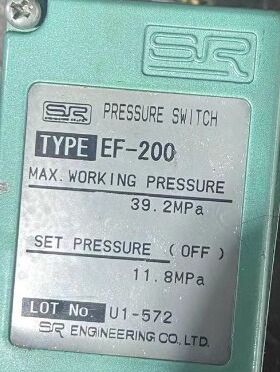 SR
SR PRESSURE SWITCH
TYPE EF-200
MAX. WORKING PRESSURE
39.2MPa
SET PRESSURE (OFF)
11.8MPa
LOT No. U1-572
SR ENGINEERING CO.,LTD.